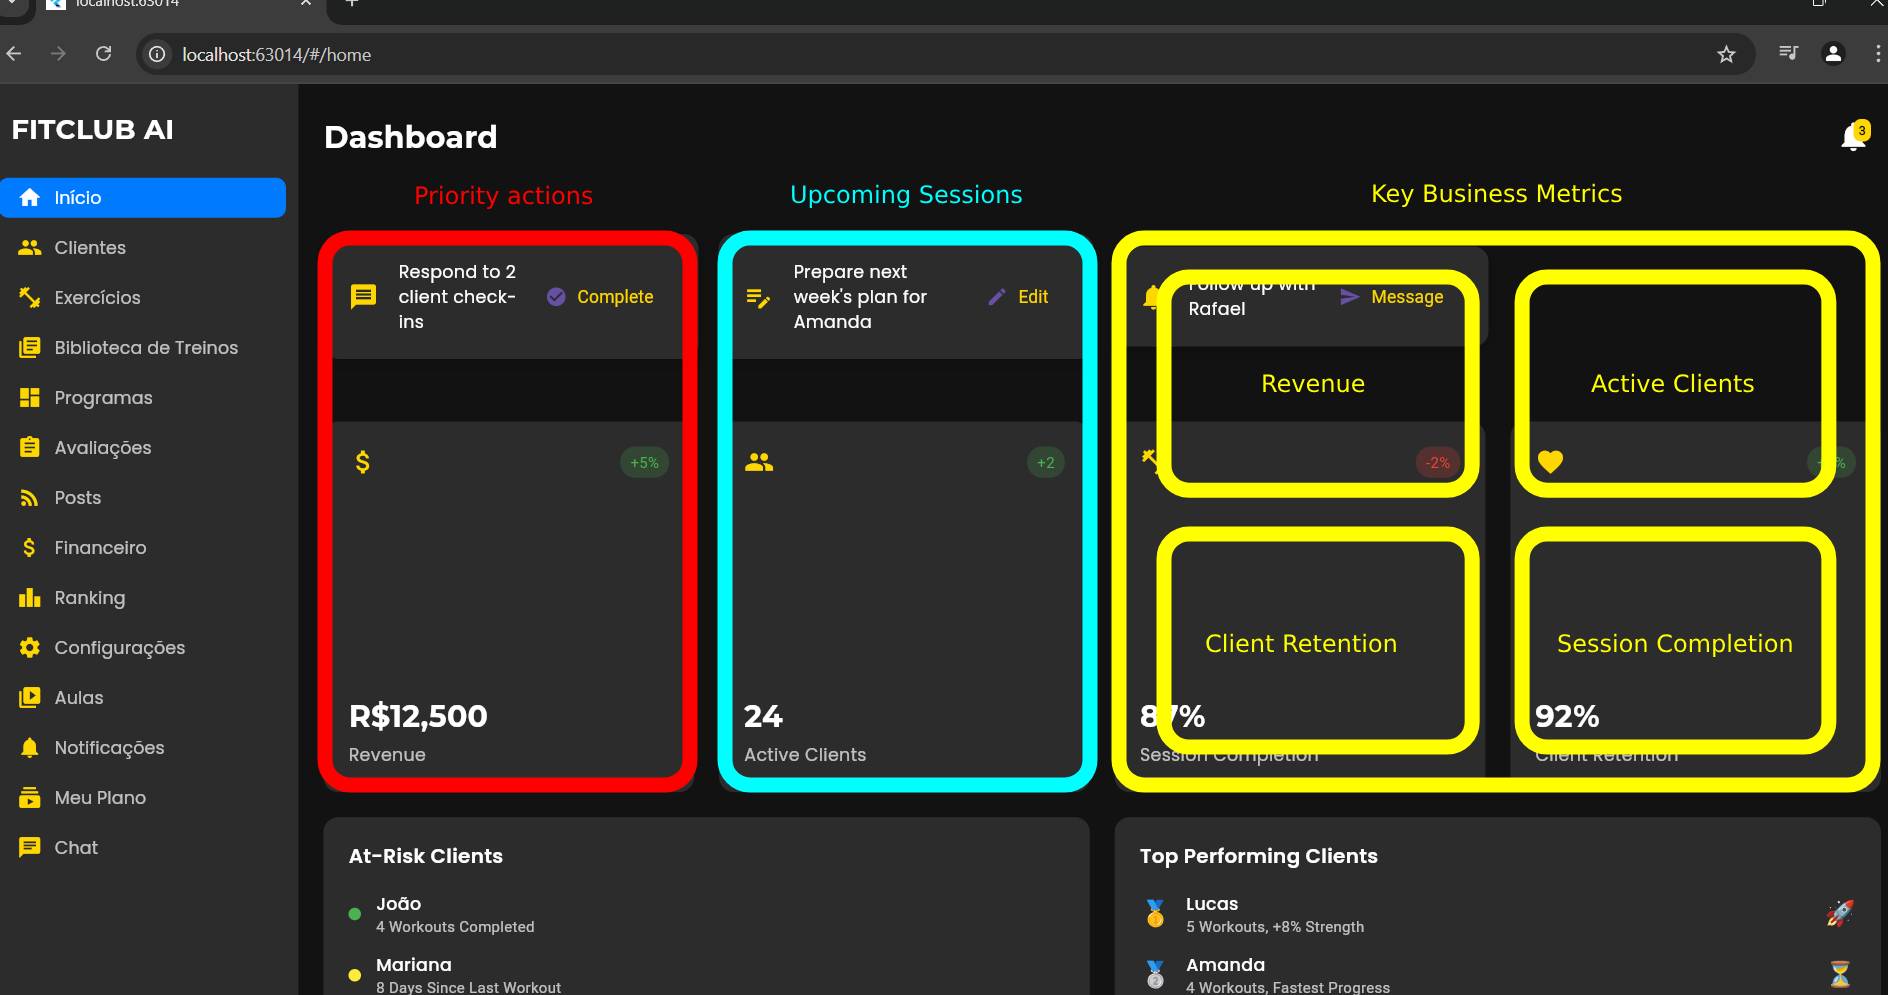 localhost:63014
localhost:63014/#/home
FITCLUB AI
Início
Clientes
Exercícios
Biblioteca de Treinos
Programas
Avaliações
Posts
Financeiro
Ranking
Configurações
Aulas
Notificações
Meu Plano
Chat
Dashboard
3
Priority actions
Upcoming Sessions
Key Business Metrics
Respond to 2
client check-
ins
Complete
Prepare next
week's plan for
Amanda
Edit
Follow up with
Rafael
Message
Revenue
Active Clients
+5%
+2
-2%
Client Retention
Session Completion
R$12,500
Revenue
24
Active Clients
87%
Session Completion
92%
Client Retention
At-Risk Clients
João
4 Workouts Completed
Mariana
8 Days Since Last Workout
Top Performing Clients
Lucas
5 Workouts, +8% Strength
Amanda
4 Workouts, Fastest Progress